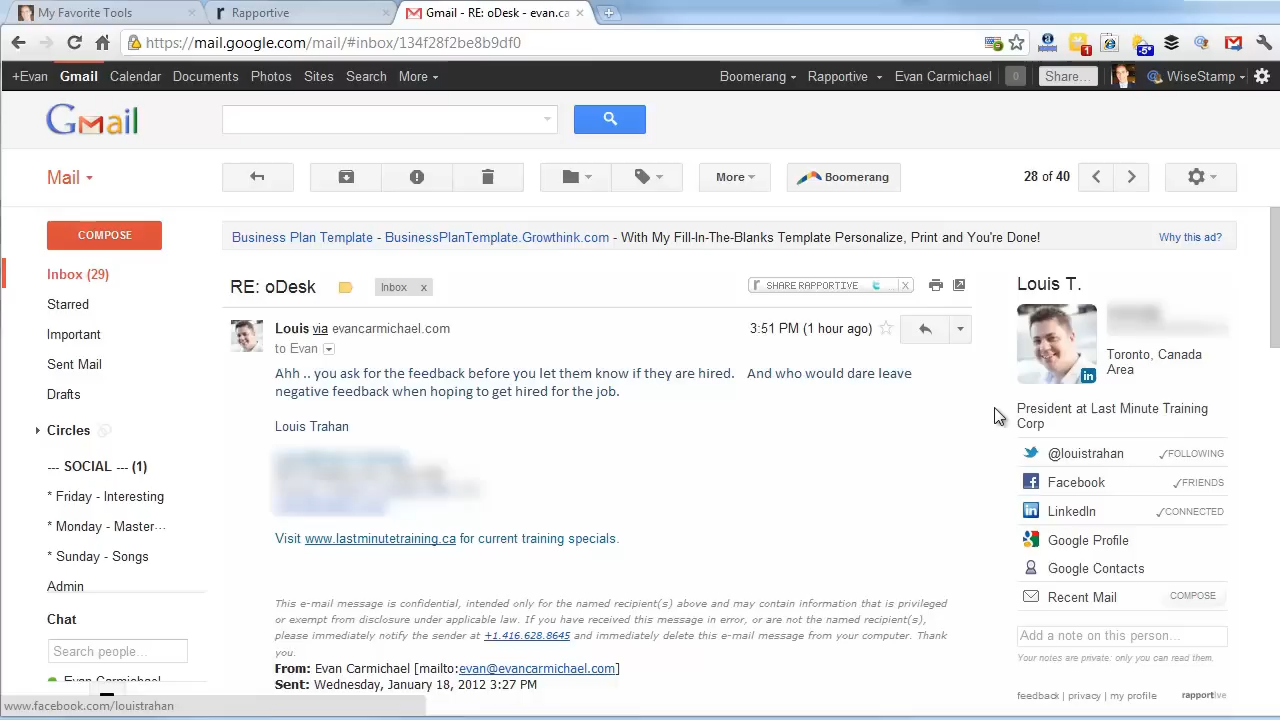 My Favorite Tools
Rapportive
Gmail - RE: oDesk - evan.ca
https://mail.google.com/mail/#inbox/134f28f2be8b9df0
+Evan Gmail Calendar Documents Photos Sites Search More
Boomerang Rapportive Evan Carmichael 0 Share... WiseStamp
Gmail
Mail
More
Boomerang
28 of 40
COMPOSE
Inbox (29)
Starred
Important
Sent Mail
Drafts
Circles
--- SOCIAL --- (1)
* Friday - Interesting
* Monday - Master...
* Sunday - Songs
Admin
Chat
Search people...
Evan Carmichael
Business Plan Template - BusinessPlanTemplate.Growthink.com - With My Fill-In-The-Blanks Template Personalize, Print and You're Done!
Why this ad?
RE: oDesk
Inbox x
SHARE RAPPORTIVE
Louis via evancarmichael.com
3:51 PM (1 hour ago)
to Evan
Ahh .. you ask for the feedback before you let them know if they are hired. And who would dare leave
negative feedback when hoping to get hired for the job.
Louis Trahan
Visit www.lastminutetraining.ca for current training specials.
This e-mail message is confidential, intended only for the named recipient(s) above and may contain information that is privileged
or exempt from disclosure under applicable law. If you have received this message in error, or are not the named recipient(s),
please immediately notify the sender at +1.416.628.8645 and immediately delete this e-mail message from your computer. Thank
you.
From: Evan Carmichael [mailto:evan@evancarmichael.com]
Sent: Wednesday, January 18, 2012 3:27 PM
Louis T.
in
Toronto, Canada
Area
President at Last Minute Training
Corp
@louistrahan ✓FOLLOWING
Facebook ✓FRIENDS
LinkedIn ✓CONNECTED
Google Profile
Google Contacts
Recent Mail COMPOSE
Add a note on this person...
Your notes are private: only you can read them.
feedback | privacy | my profile rapportive
www.facebook.com/louistrahan